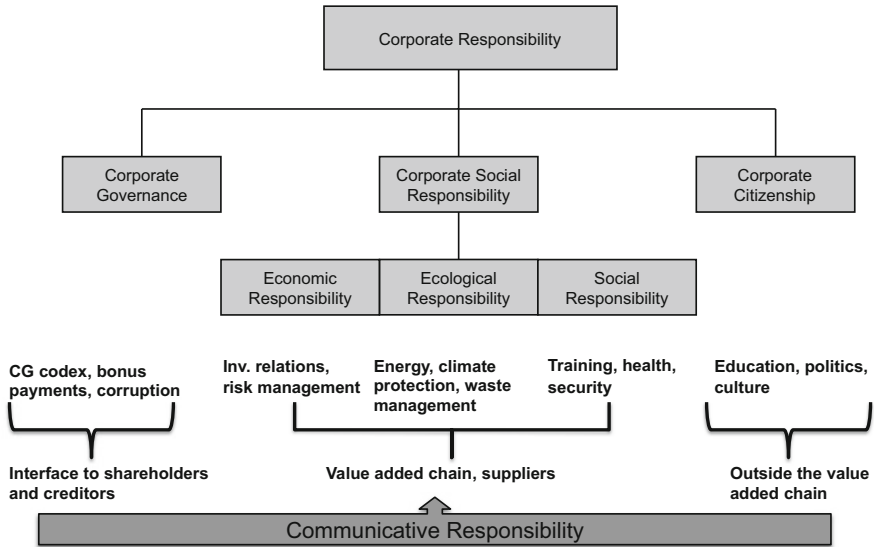 Corporate Responsibility
Corporate
Governance
Corporate Social
Responsibility
Corporate
Citizenship
Economic
Responsibility
Ecological
Responsibility
Social
Responsibility
CG codex, bonus
payments, corruption
Inv. relations,
risk management
Energy, climate
protection, waste
management
Training, health,
security
Education, politics,
culture
Interface to shareholders
and creditors
Value added chain, suppliers
Outside the value
added chain
Communicative Responsibility